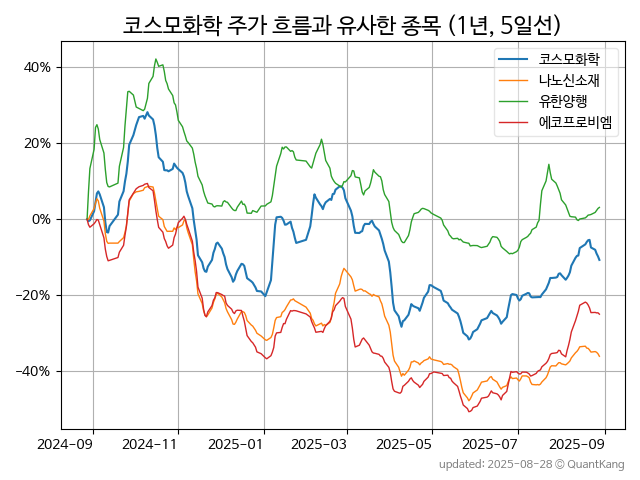 코스모화학 주가 흐름과 유사한 종목 (1년, 5일선)
코스모화학
나노신소재
유한양행
에코프로비엠
40%
20%
0%
−20%
−40%
2024-09
2024-11
2025-01
2025-03
2025-05
2025-07
2025-09
updated: 2025-08-28 © QuantKang